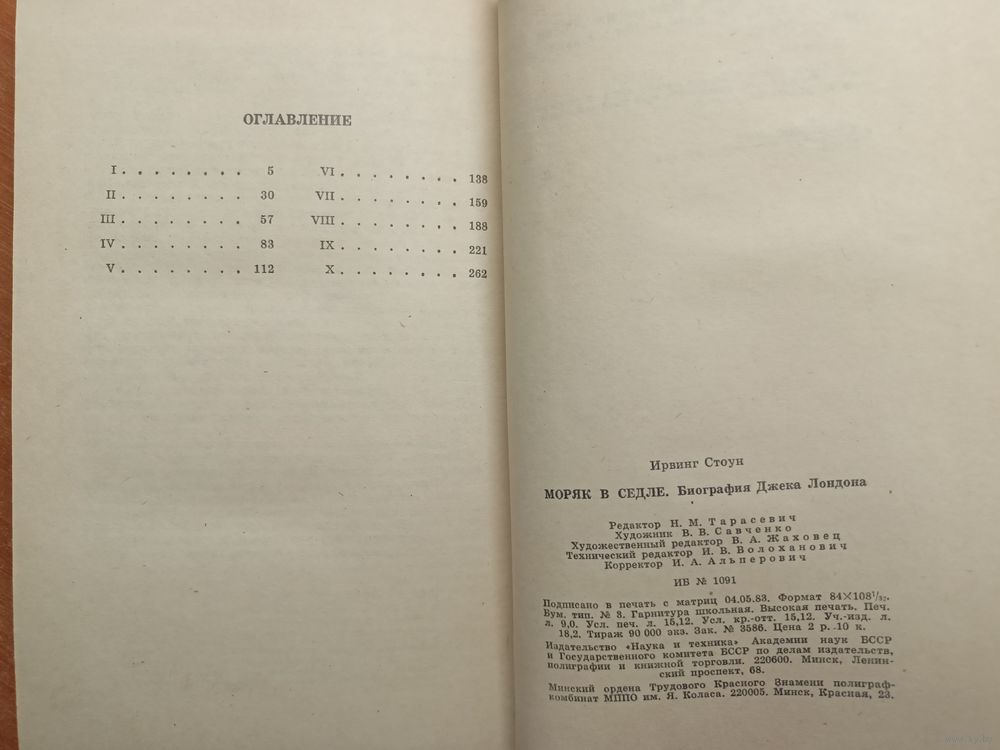 ОГЛАВЛЕНИЕ
I . . . . . . . . 5
II . . . . . . . . 30
III . . . . . . . . 57
IV . . . . . . . . 83
V . . . . . . . . 112
VI . . . . . . . . 138
VII . . . . . . . . 159
VIII . . . . . . . . 188
IX . . . . . . . . 221
X . . . . . . . . 262
Ирвинг Стоун
МОРЯК В СЕДЛЕ. Биография Джека Лондона
Редактор Н. М. Тарасевич
Художник В. В. Савченко
Художественный редактор В. А. Жаховец
Технический редактор И. В. Волоханович
Корректор И. А. Альперович
ИБ № 1091
Подписано в печать с матриц 04.05.83. Формат 84×108¹/₃₂.
Бум. тип. № 3. Гарнитура школьная. Высокая печать. Печ.
л. 9,0. Усл. печ. л. 15,12. Усл. кр.-отт. 15,12. Уч.-изд. л.
18,2. Тираж 90 000 экз. Зак. № 3586. Цена 2 р. 10 к.
Издательство «Наука и техника» Академии наук БССР
и Государственного комитета БССР по делам издательств,
полиграфии и книжной торговли. 220600. Минск, Ленин-
ский проспект, 68.
Минский ордена Трудового Красного Знамени полиграф-
комбинат МППО им. Я. Коласа. 220005. Минск, Красная, 23.